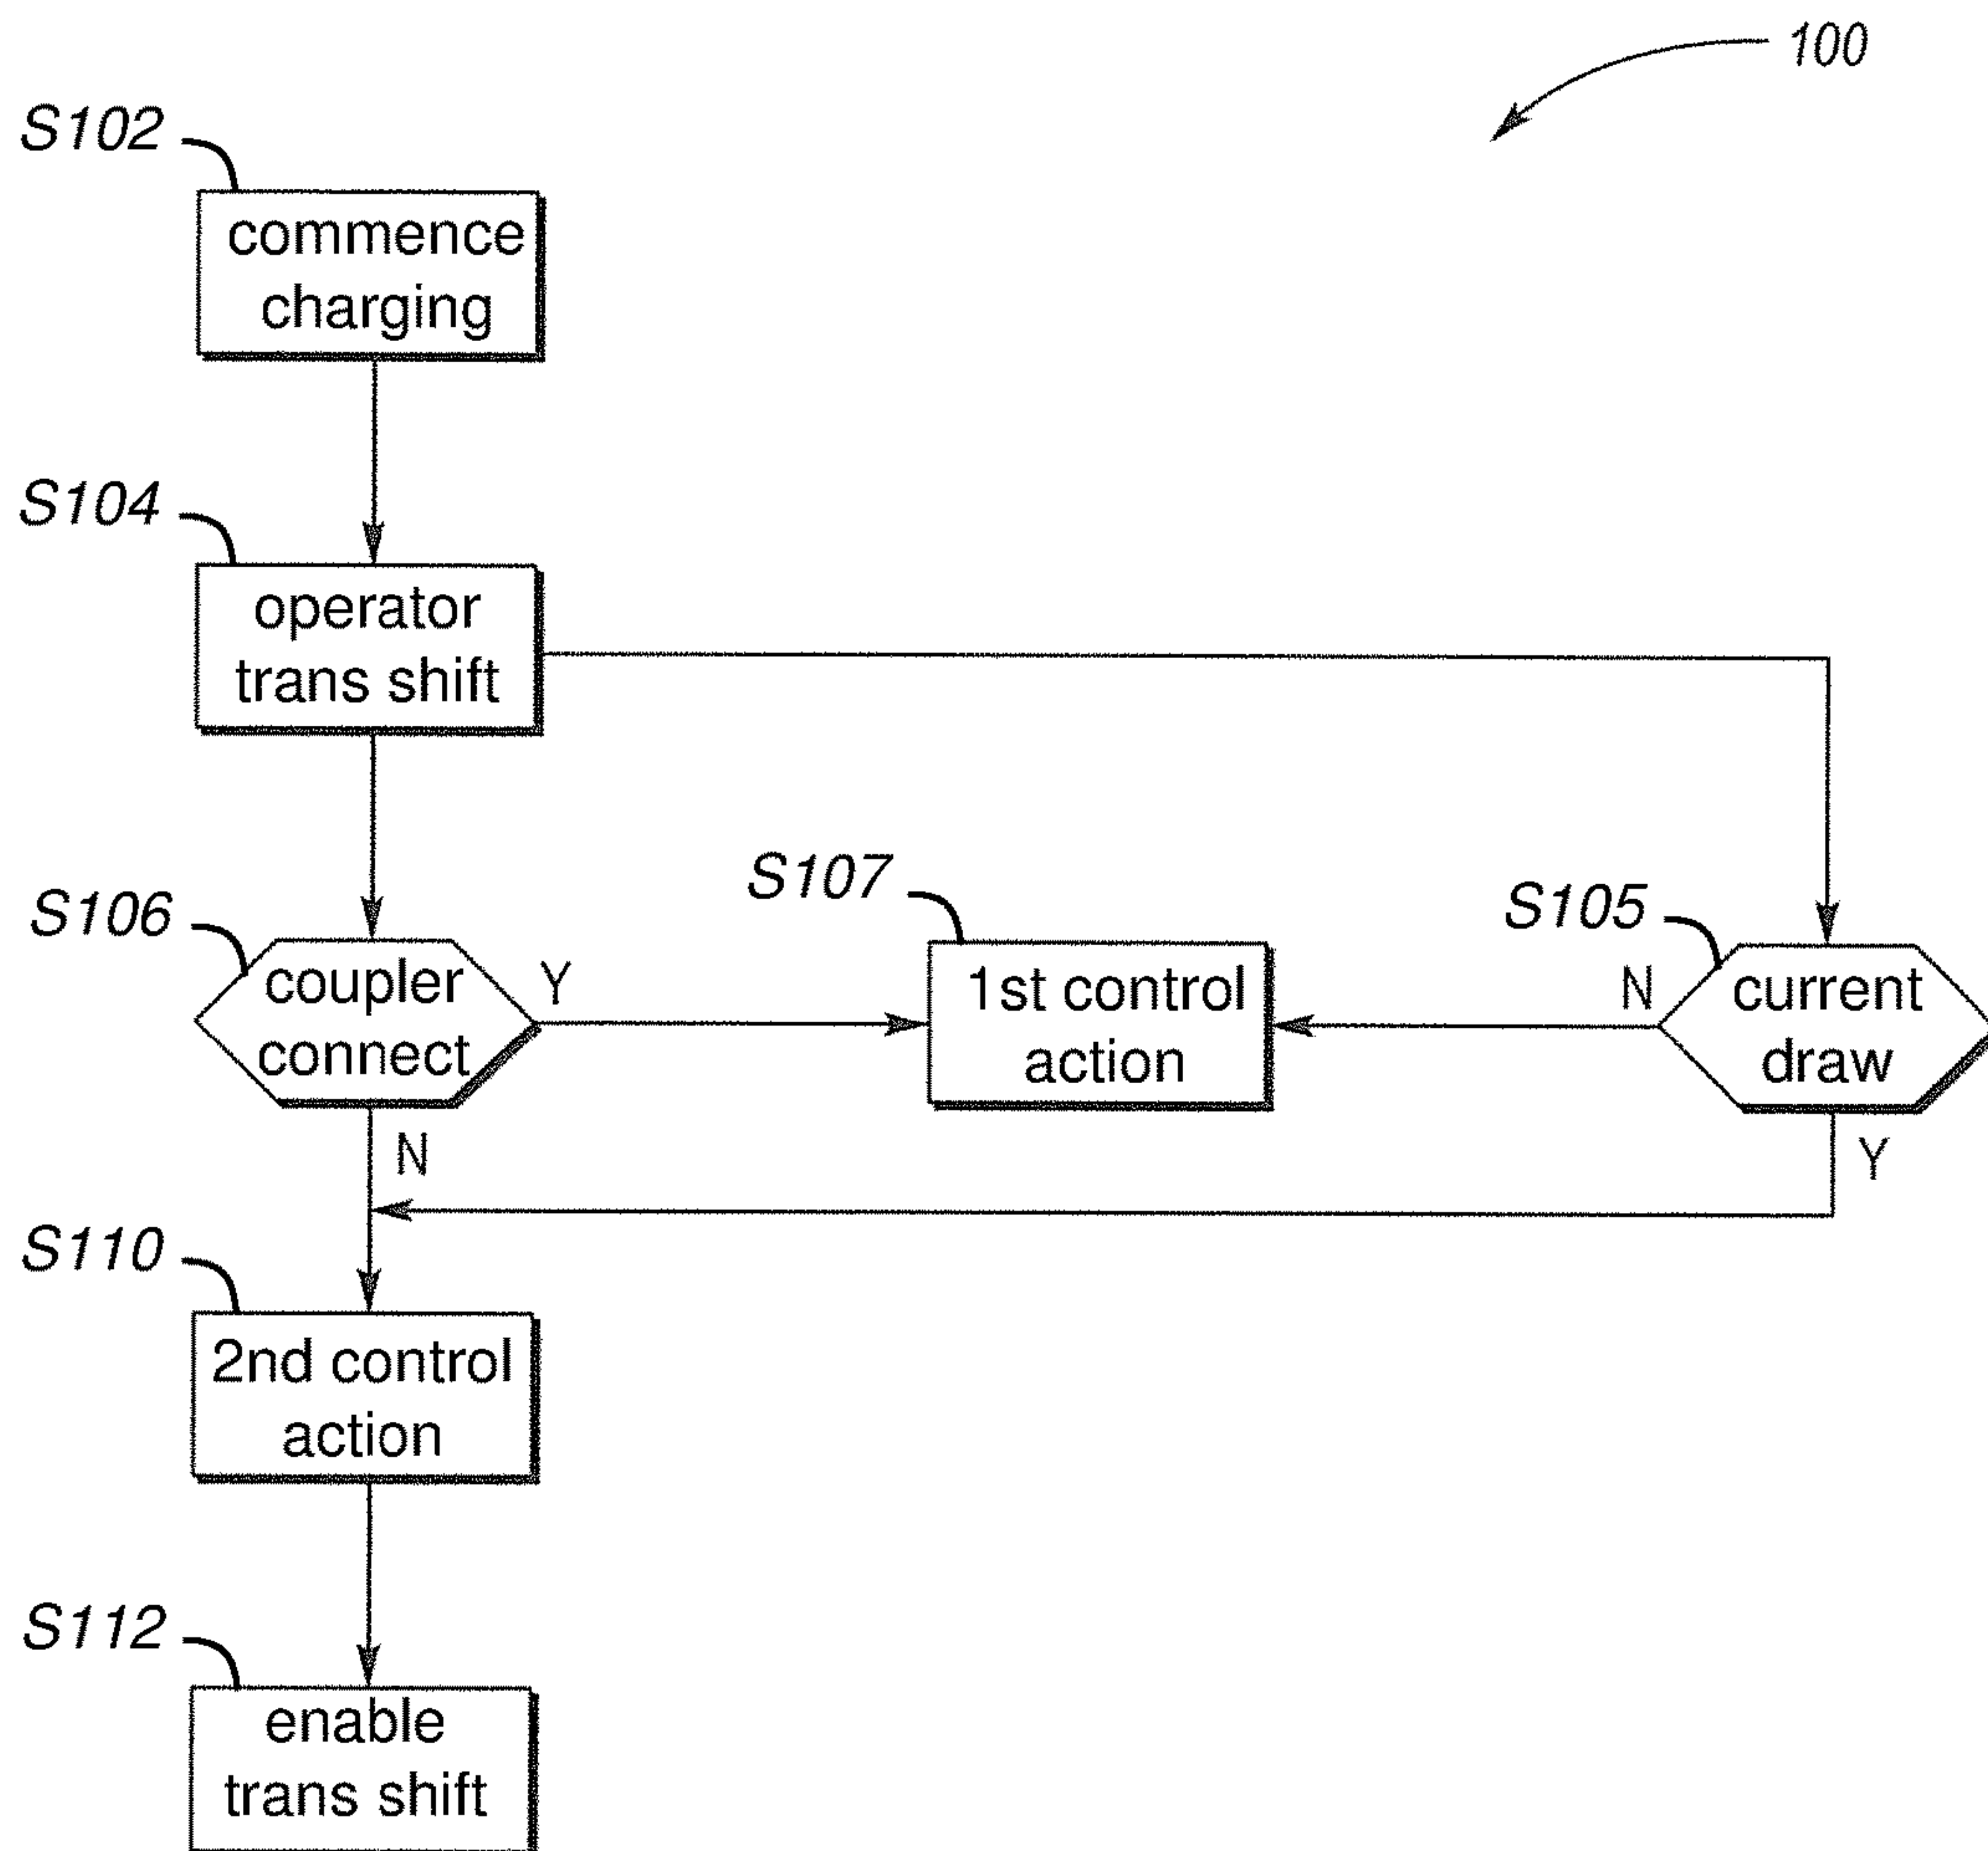 100
S102
commence
charging
S104
operator
trans shift
S106
coupler
connect
Y
N
S107
1st control
action
S105
current
draw
N
Y
S110
2nd control
action
S112
enable
trans shift